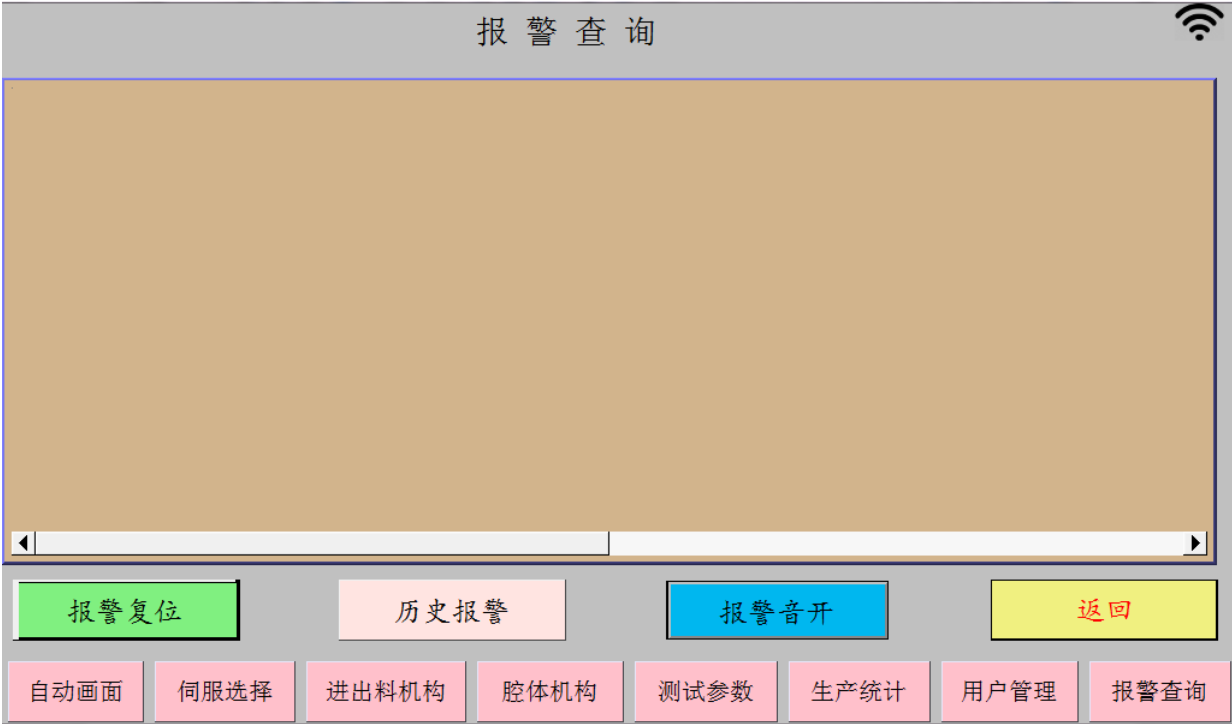 报警查询
报警复位 历史报警 报警音开 返回
自动画面 伺服选择 进出料机构 腔体机构 测试参数 生产统计 用户管理 报警查询